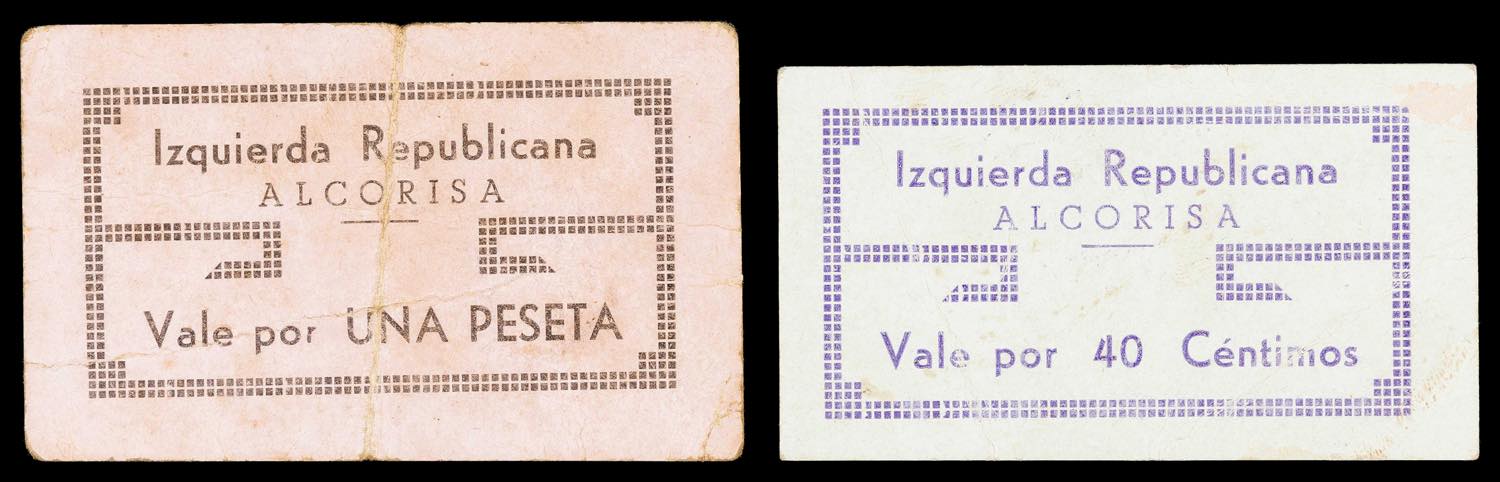 Izquierda Republicana
ALCORISA
Vale por UNA PESETA
Izquierda Republicana
ALCORISA
Vale por 40 Céntimos